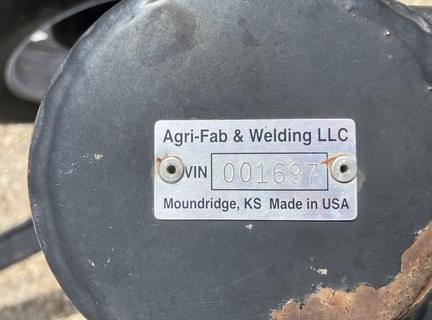 Agri-Fab & Welding LLC
VIN 001697
Moundridge, KS Made in USA